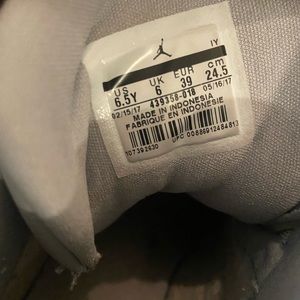 IY
US UK EUR cm
6.5Y 6 39 24.5
02/15/17 439358-018 05/16/17
MADE IN INDONESIA
FABRIQUE EN INDONESIE